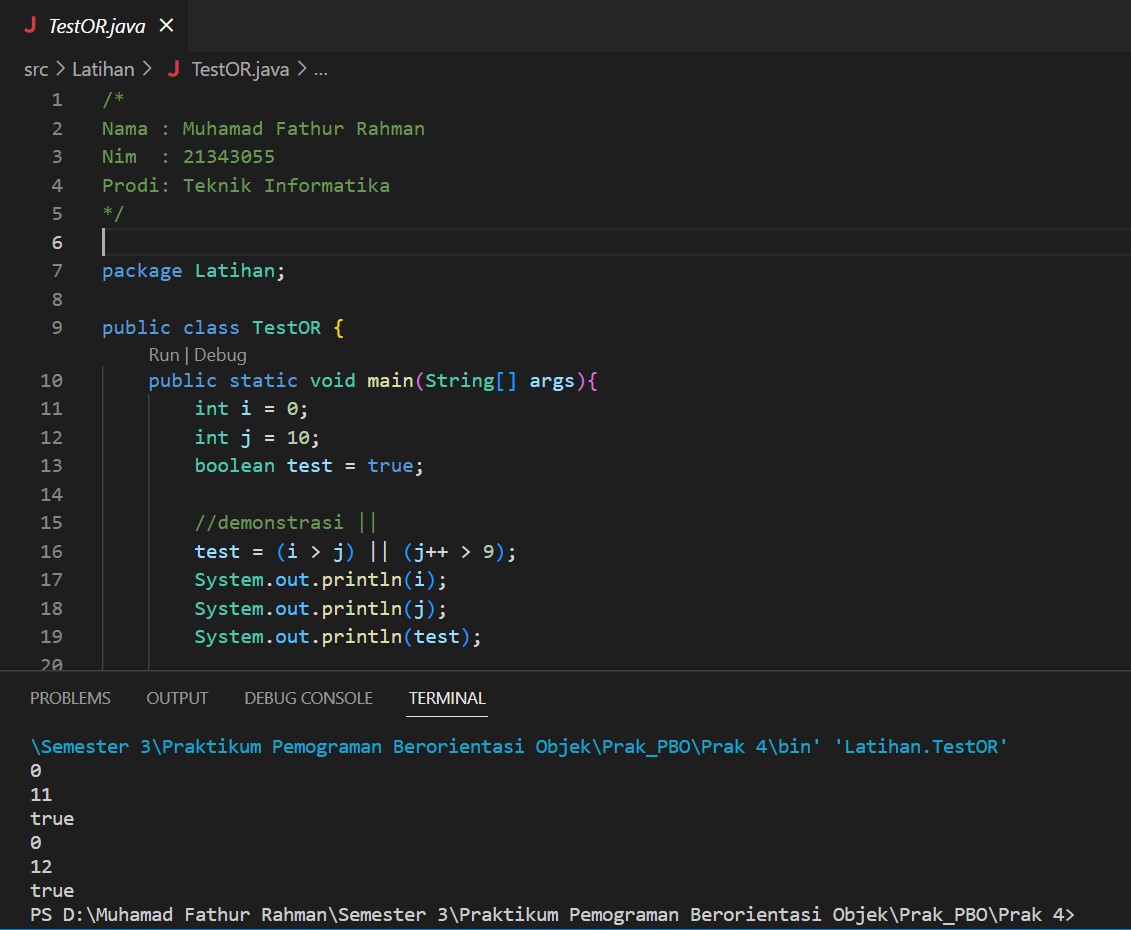 TestOR.java ×
src > Latihan > TestOR.java > ...
1 /*
2 Nama : Muhamad Fathur Rahman
3 Nim  : 21343055
4 Prodi: Teknik Informatika
5 */
6
7 package Latihan;
8
9 public class TestOR {
Run | Debug
10     public static void main(String[] args){
11         int i = 0;
12         int j = 10;
13         boolean test = true;
14
15         //demonstrasi ||
16         test = (i > j) || (j++ > 9);
17         System.out.println(i);
18         System.out.println(j);
19         System.out.println(test);
20
PROBLEMS OUTPUT DEBUG CONSOLE TERMINAL
\Semester 3\Praktikum Pemograman Berorientasi Objek\Prak_PBO\Prak 4\bin' 'Latihan.TestOR'
0
11
true
0
12
true
PS D:\Muhamad Fathur Rahman\Semester 3\Praktikum Pemograman Berorientasi Objek\Prak_PBO\Prak 4>